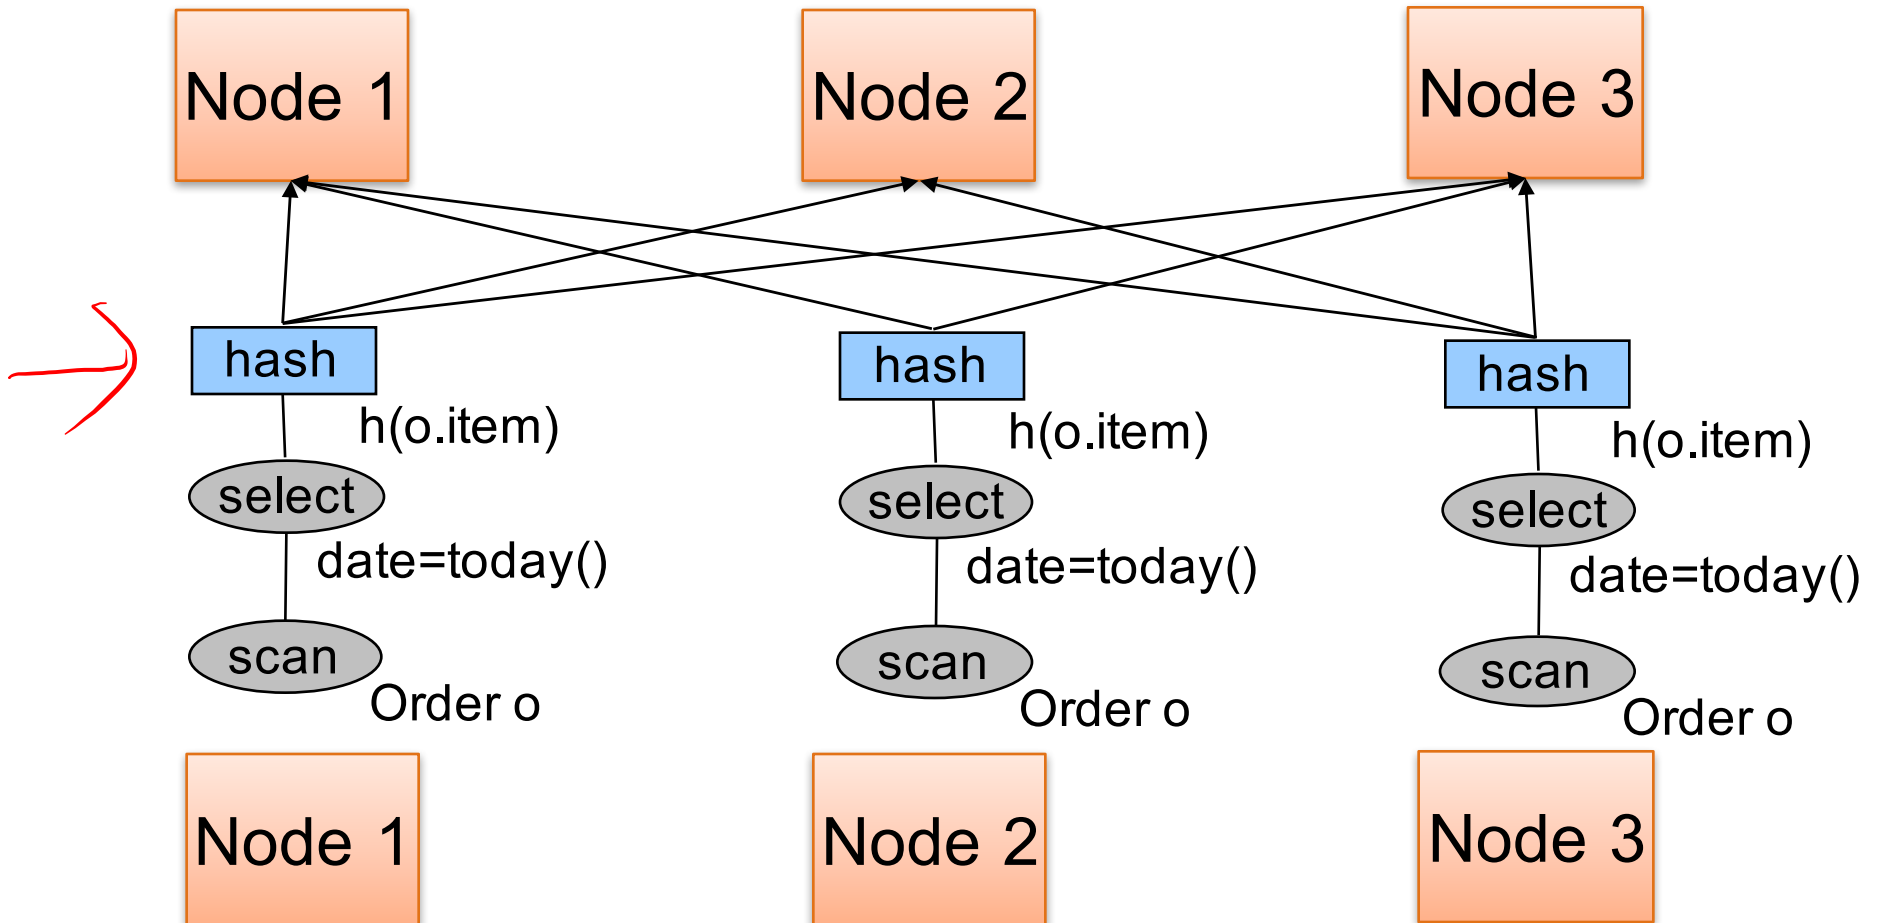 Node 1
Node 2
Node 3
hash
hash
hash
h(o.item)
h(o.item)
h(o.item)
select
select
select
date=today()
date=today()
date=today()
scan
scan
scan
Order o
Order o
Order o
Node 1
Node 2
Node 3